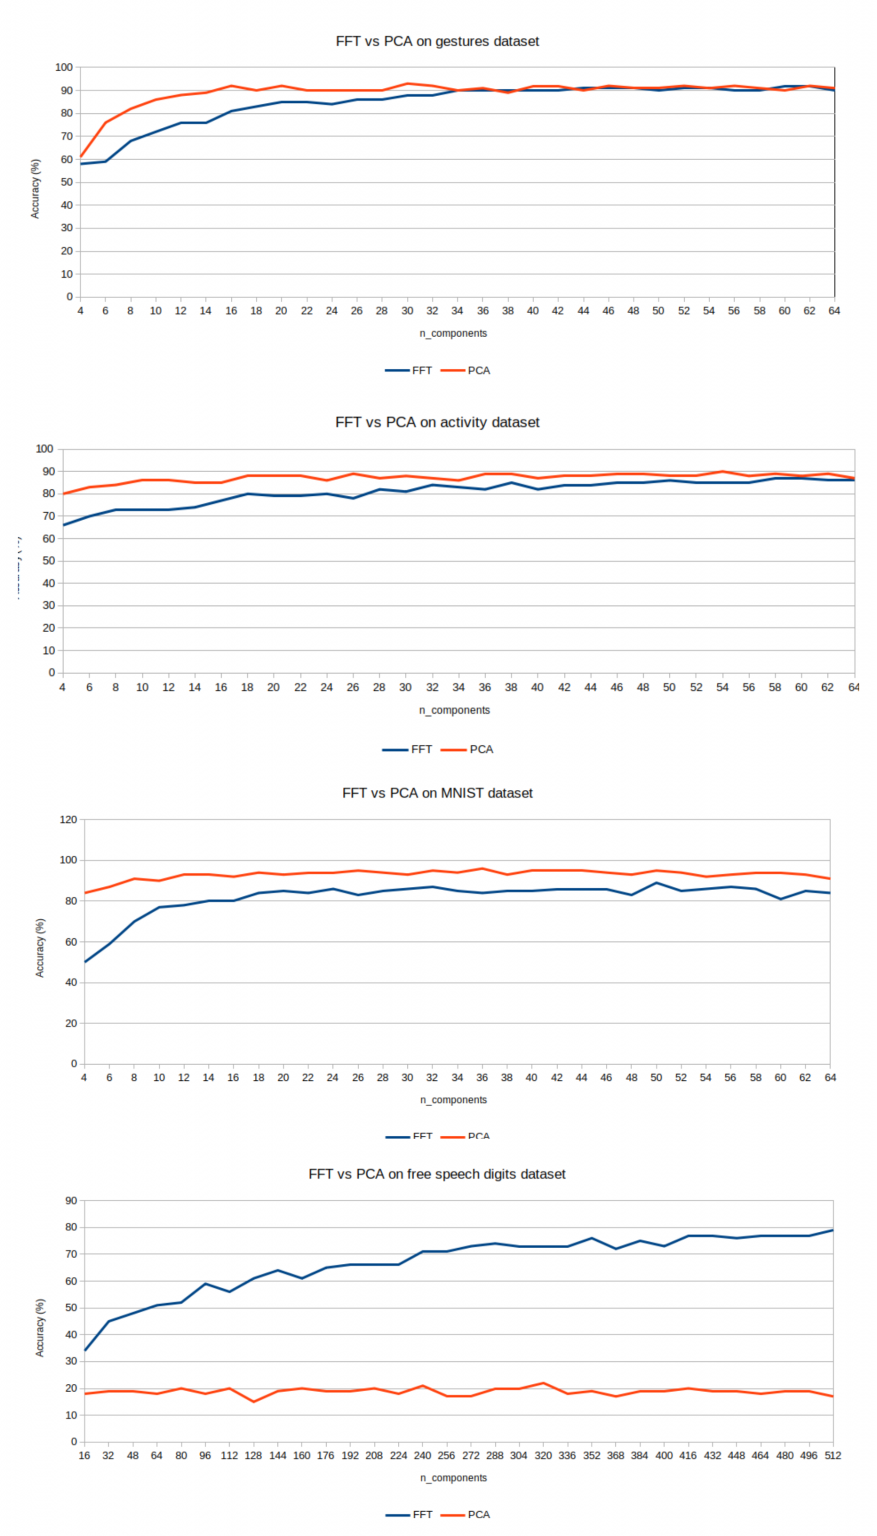 FFT vs PCA on gestures dataset
100
90
80
70
60
50
40
30
20
10
0
Accuracy (%)
4 6 8 10 12 14 16 18 20 22 24 26 28 30 32 34 36 38 40 42 44 46 48 50 52 54 56 58 60 62 64
n_components
FFT PCA
FFT vs PCA on activity dataset
100
90
80
70
60
50
40
30
20
10
0
4 6 8 10 12 14 16 18 20 22 24 26 28 30 32 34 36 38 40 42 44 46 48 50 52 54 56 58 60 62 64
n_components
FFT PCA
FFT vs PCA on MNIST dataset
120
100
80
60
40
20
0
Accuracy (%)
4 6 8 10 12 14 16 18 20 22 24 26 28 30 32 34 36 38 40 42 44 46 48 50 52 54 56 58 60 62 64
n_components
FFT PCA
FFT vs PCA on free speech digits dataset
90
80
70
60
50
40
30
20
10
0
Accuracy (%)
16 32 48 64 80 96 112 128 144 160 176 192 208 224 240 256 272 288 304 320 336 352 368 384 400 416 432 448 464 480 496 512
n_components
FFT PCA